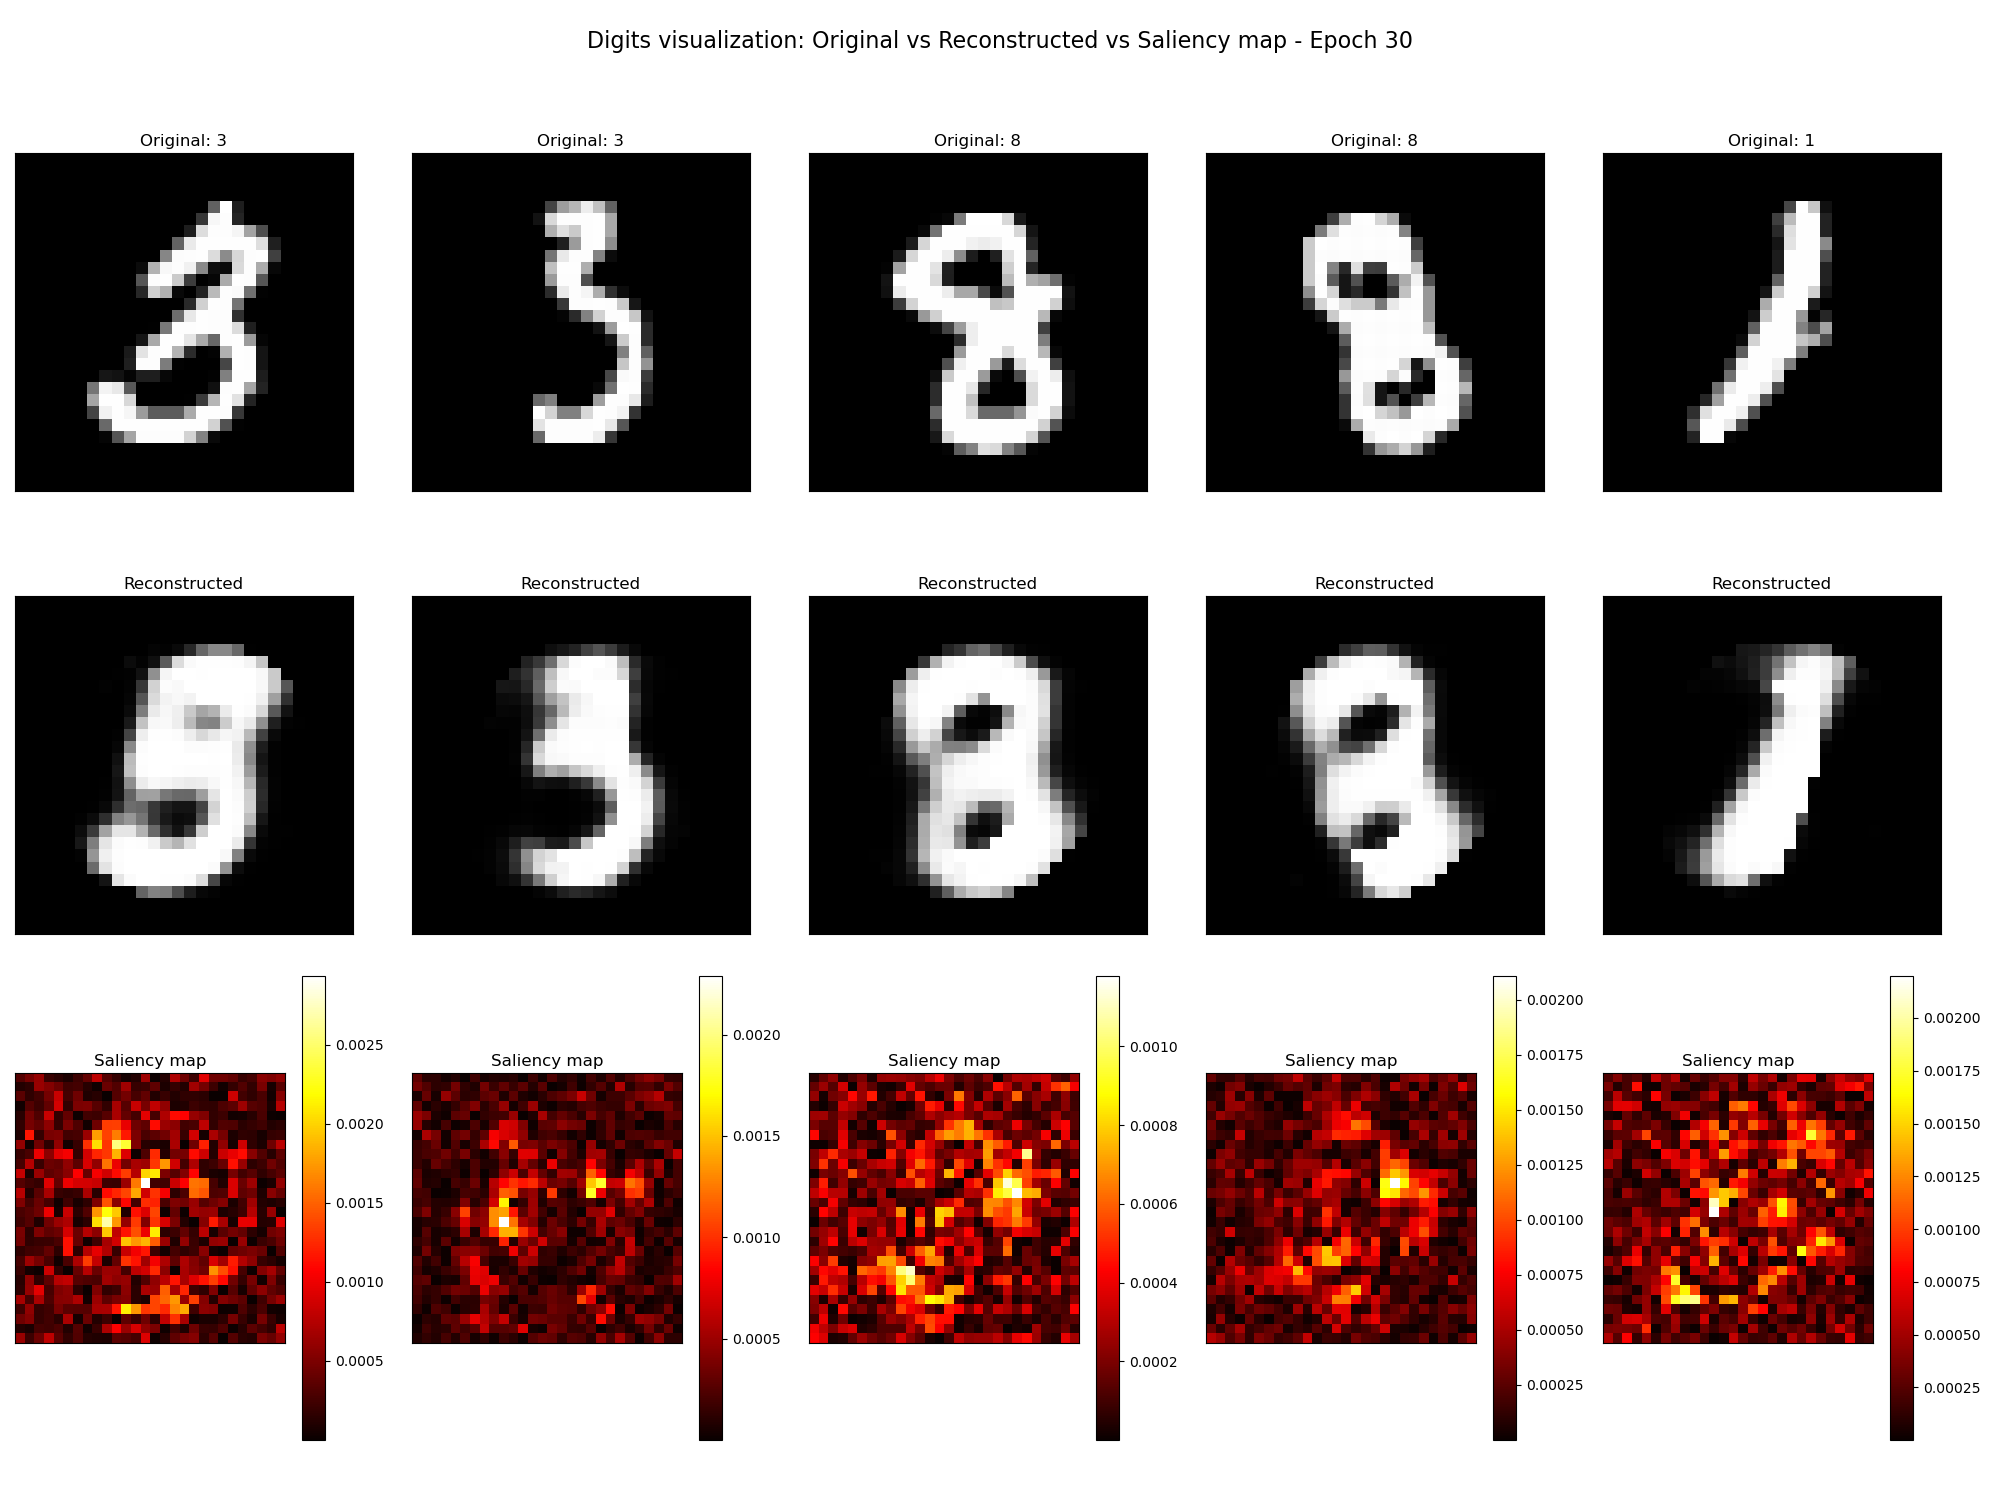 Digits visualization: Original vs Reconstructed vs Saliency map - Epoch 30
Original: 3
Original: 3
Original: 8
Original: 8
Original: 1
3
3
8
8
1
Reconstructed
Reconstructed
Reconstructed
Reconstructed
Reconstructed
Saliency map
0.0025
0.0020
0.0015
0.0010
0.0005
Saliency map
0.0020
0.0015
0.0010
0.0005
Saliency map
0.0010
0.0008
0.0006
0.0004
0.0002
Saliency map
0.00200
0.00175
0.00150
0.00125
0.00100
0.00075
0.00050
0.00025
Saliency map
0.00200
0.00175
0.00150
0.00125
0.00100
0.00075
0.00050
0.00025